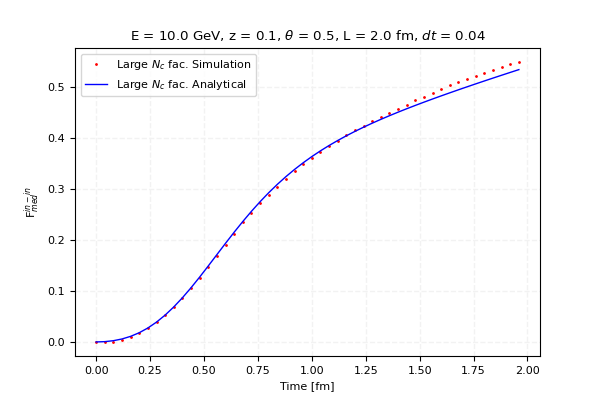 E = 10.0 GeV, z = 0.1, θ = 0.5, L = 2.0 fm, dt = 0.04
Large N_c fac. Simulation
Large N_c fac. Analytical
0.5
0.4
0.3
0.2
0.1
0.0
F_med^{in-in}
0.00 0.25 0.50 0.75 1.00 1.25 1.50 1.75 2.00
Time [fm]